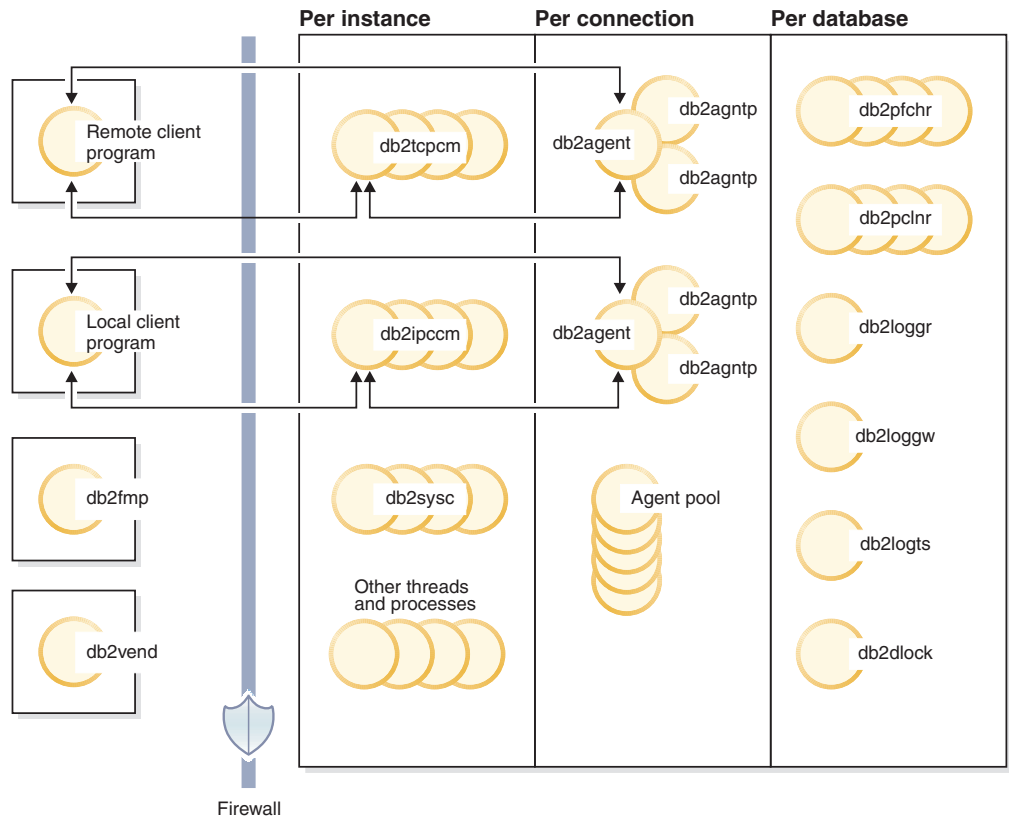 Per instance
Per connection
Per database
Remote client
program
db2tcpcm
db2agent
db2agntp
db2agntp
db2pfchr
db2pclnr
Local client
program
db2ipccm
db2agent
db2agntp
db2agntp
db2loggr
db2loggw
db2fmp
db2sysc
Agent pool
db2logts
Other threads
and processes
db2vend
db2dlock
Firewall